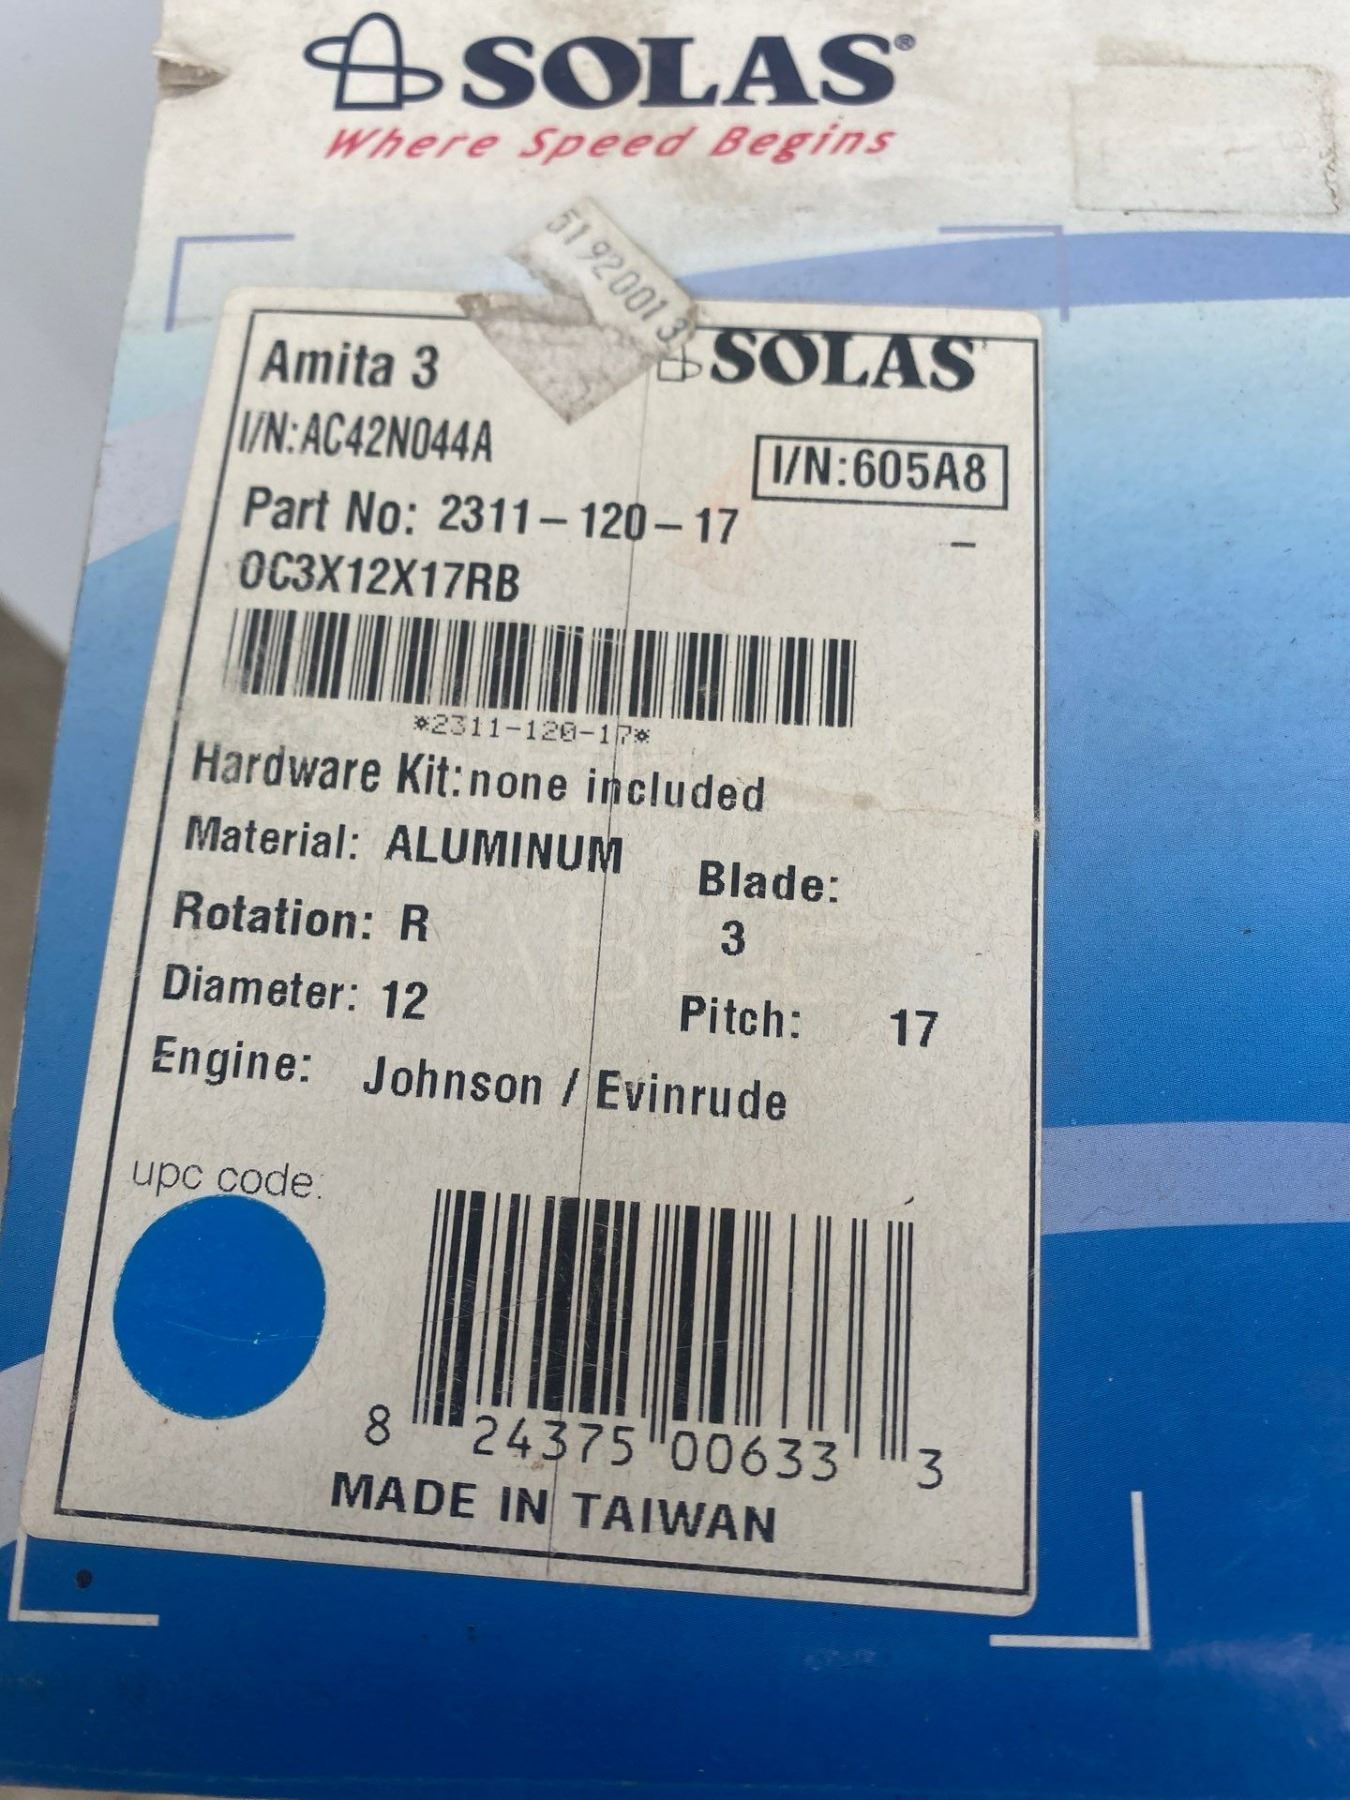 SOLAS®
Where Speed Begins
51920013
Amita 3
SOLAS
I/N:AC42N044A
I/N:605A8
Part No: 2311-120-17
-
OC3X12X17RB
*2311-120-17*
Hardware Kit:none included
Material: ALUMINUM
Blade:
Rotation: R
3
Diameter: 12
Pitch: 17
Engine: Johnson / Evinrude
upc code:
8 24375 00633 3
MADE IN TAIWAN